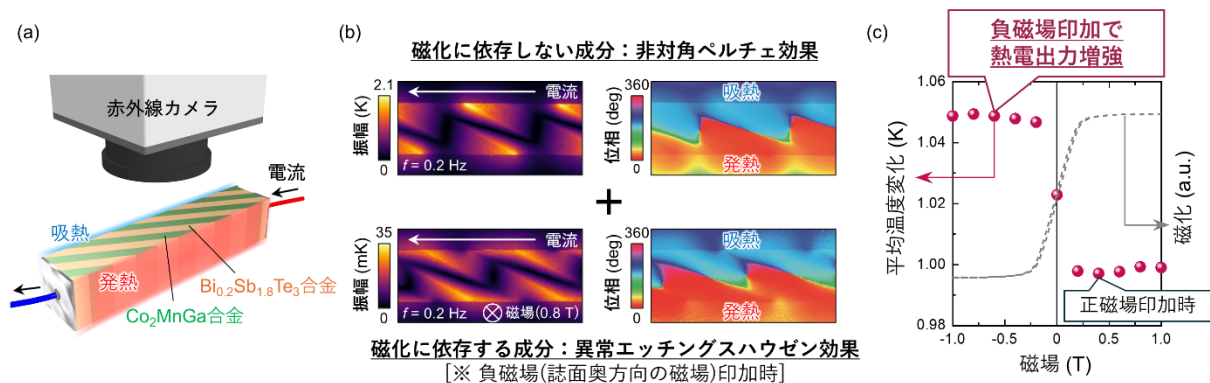 (a)
赤外線カメラ
電流
吸熱
発熱
Bi0.2Sb1.8Te3合金
Co2MnGa合金
(b)
磁化に依存しない成分：非対角ペルチェ効果
2.1
振幅 (K)
0
電流
f = 0.2 Hz
360
位相 (deg)
0
吸熱
発熱
+
35
振幅 (mK)
0
電流
f = 0.2 Hz
磁場(0.8 T)
360
位相 (deg)
0
吸熱
発熱
磁化に依存する成分：異常エッチングスハウゼン効果
[※ 負磁場(誌面奥方向の磁場)印加時]
(c)
負磁場印加で
熱電出力増強
1.06
1.04
1.02
1.00
0.98
平均温度変化 (K)
磁化 (a.u.)
正磁場印加時
-1.0
-0.5
0
0.5
1.0
磁場 (T)